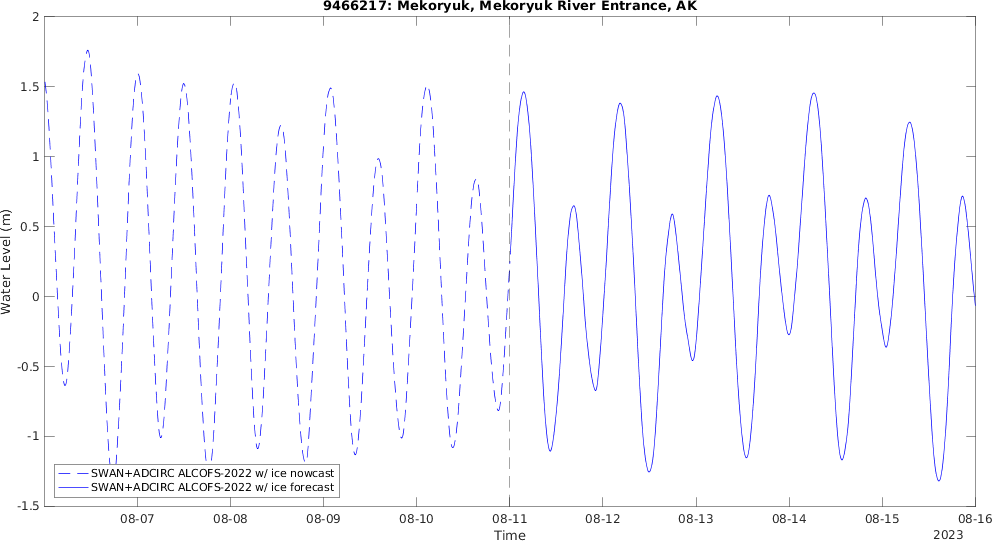 9466217: Mekoryuk, Mekoryuk River Entrance, AK
2
1.5
1
0.5
0
-0.5
-1
-1.5
Water Level (m)
SWAN+ADCIRC ALCOFS-2022 w/ ice nowcast
SWAN+ADCIRC ALCOFS-2022 w/ ice forecast
08-07 08-08 08-09 08-10 08-11 08-12 08-13 08-14 08-15 08-16
Time
2023